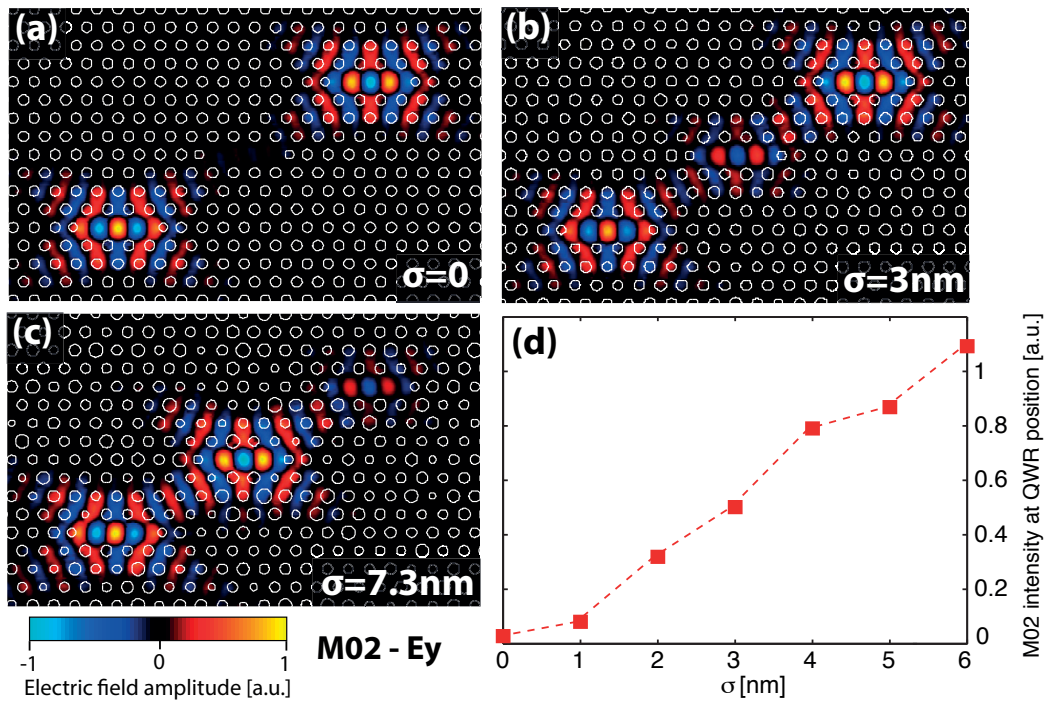 (a)
σ=0
(b)
σ=3nm
(c)
σ=7.3nm
-1
0
1
Electric field amplitude [a.u.]
M02 - Ey
(d)
1
0.8
0.6
0.4
0.2
0
M02 intensity at QWR position [a.u.]
0 1 2 3 4 5 6
σ [nm]